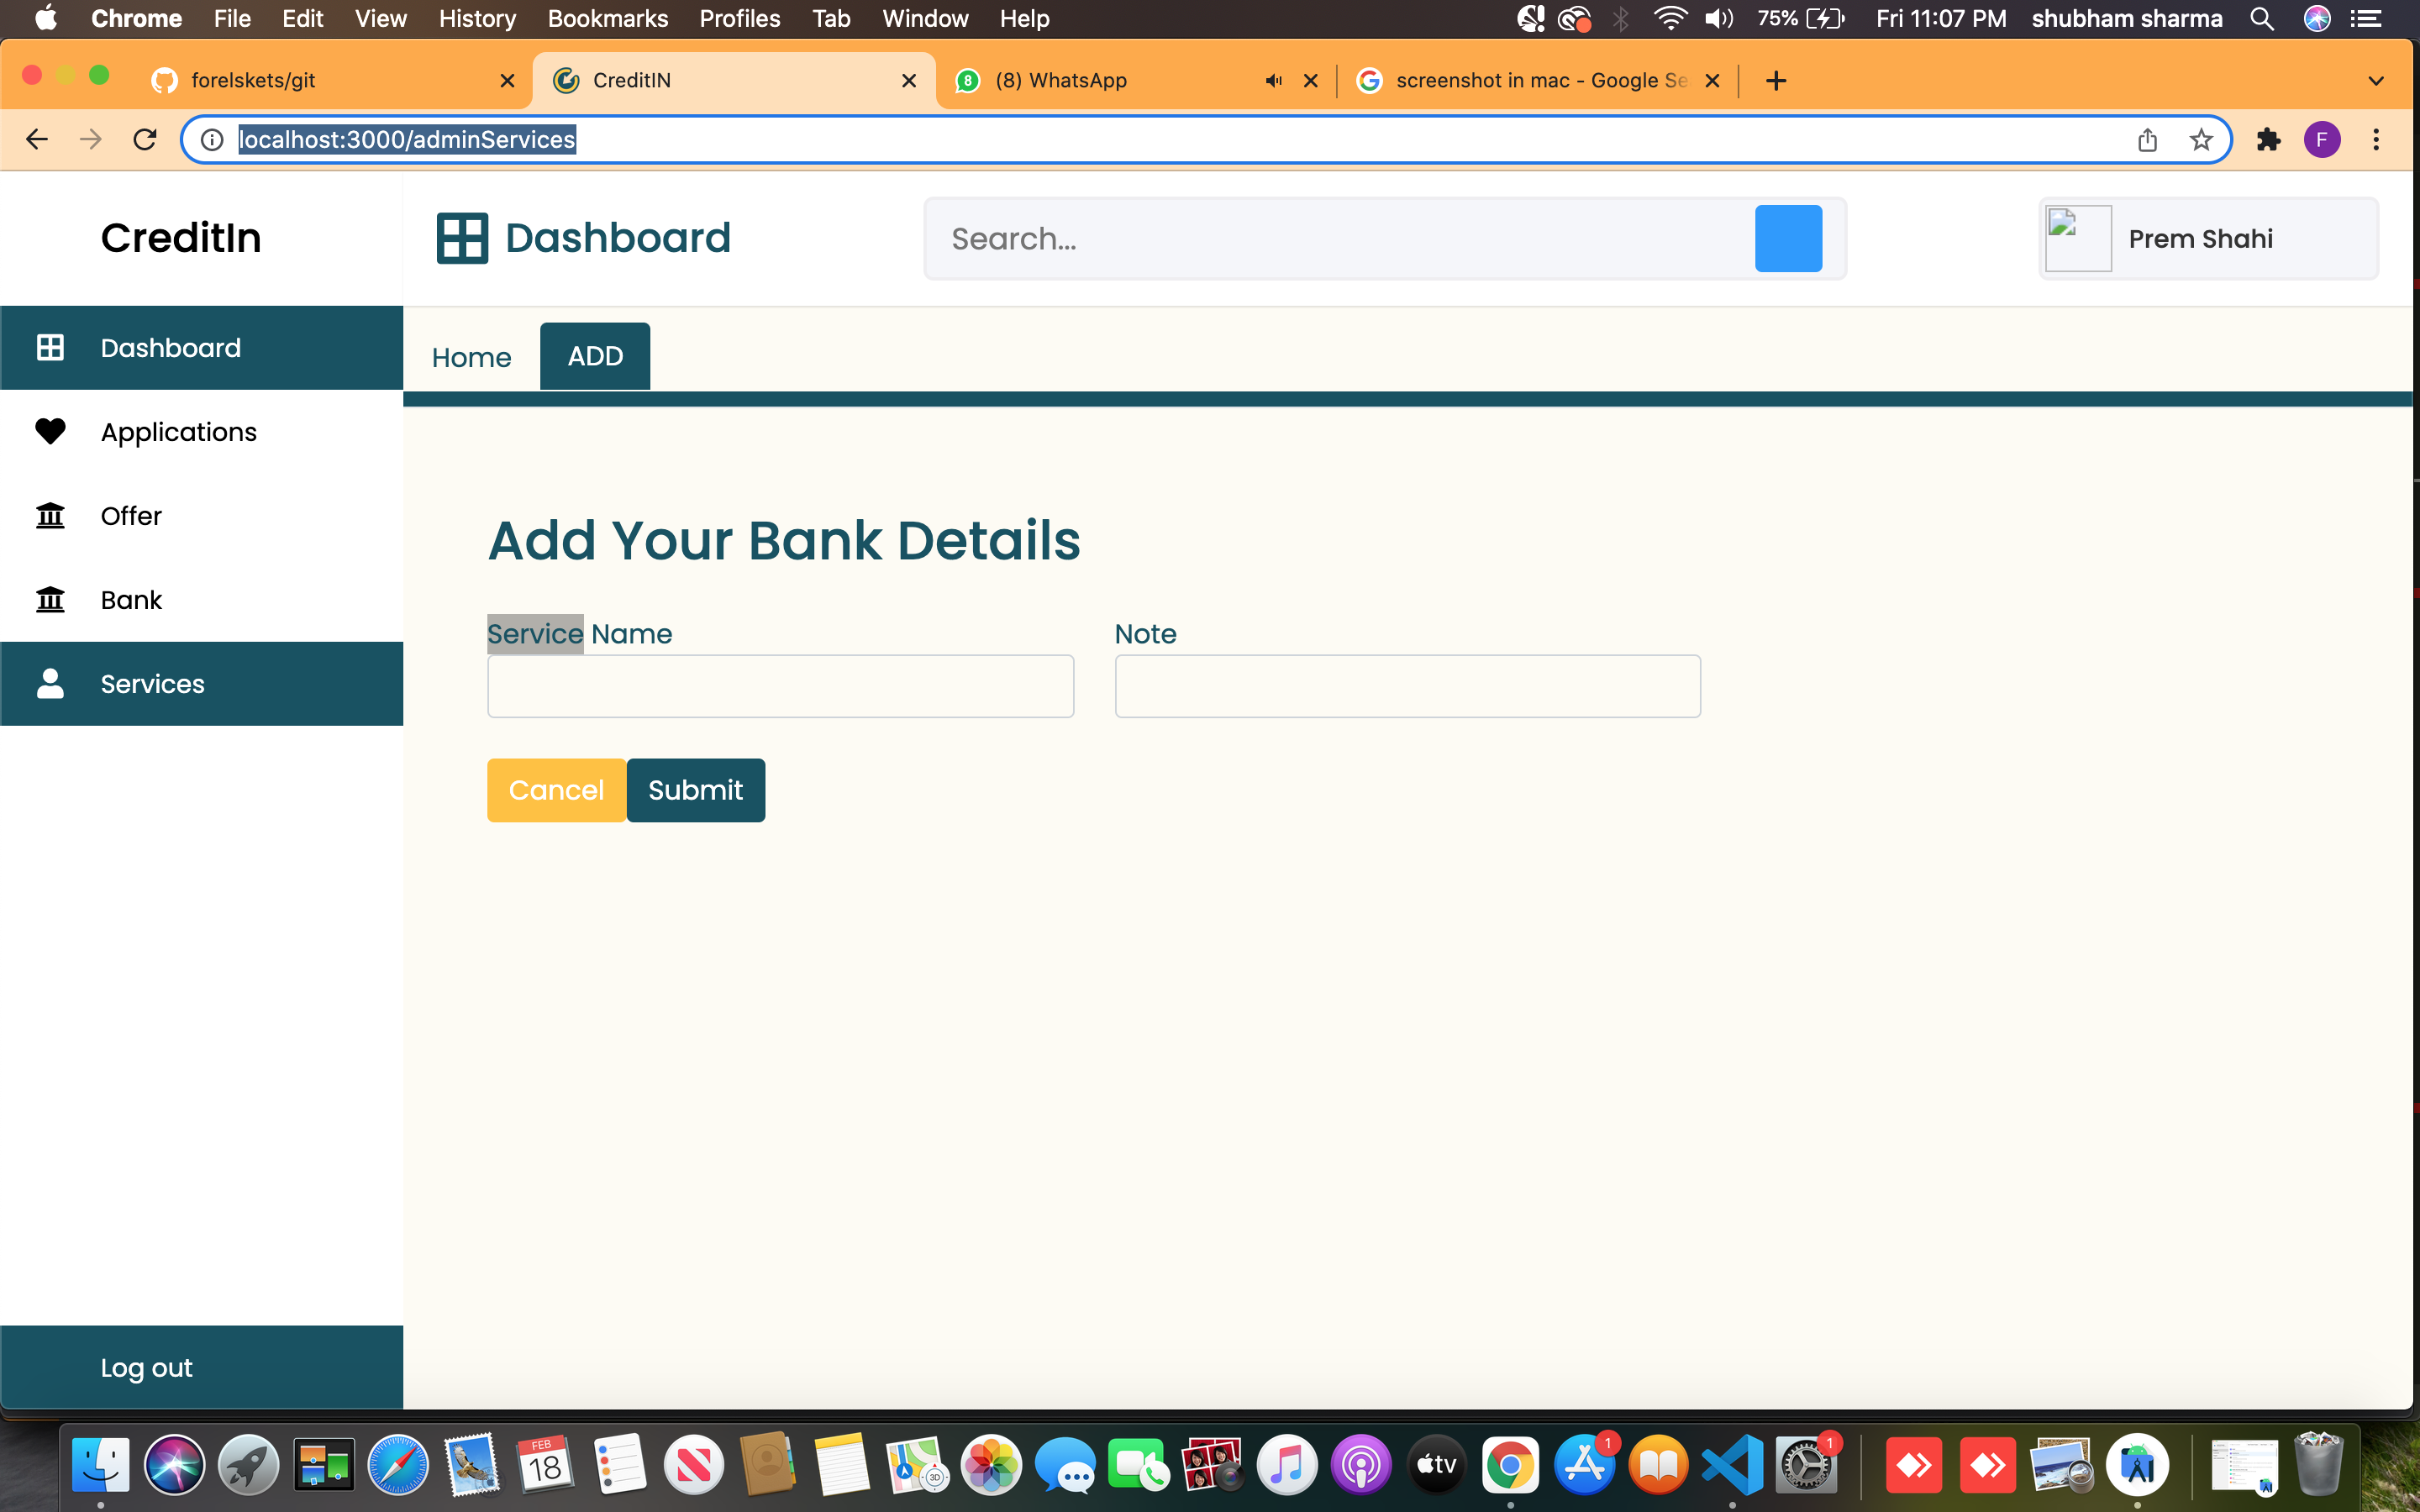 Chrome File Edit View History Bookmarks Profiles Tab Window Help 75% Fri 11:07 PM shubham sharma
forelskets/git CreditIN 8 (8) WhatsApp screenshot in mac - Google Se
localhost:3000/adminServices F
CreditIn Dashboard Search... Prem Shahi
Dashboard
Home ADD
Applications
Offer
Add Your Bank Details
Bank
Service Name Note
Services
Cancel Submit
Log out
FEB
18
3D
tv
1
1